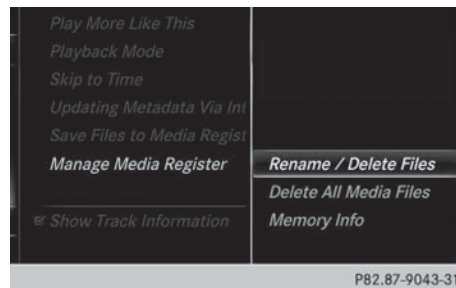 Play More Like This
Playback Mode
Skip to Time
Updating Metadata Via Int
Save Files to Media Regist
Manage Media Register
Show Track Information
Rename / Delete Files
Delete All Media Files
Memory Info
P82.87-9043-31